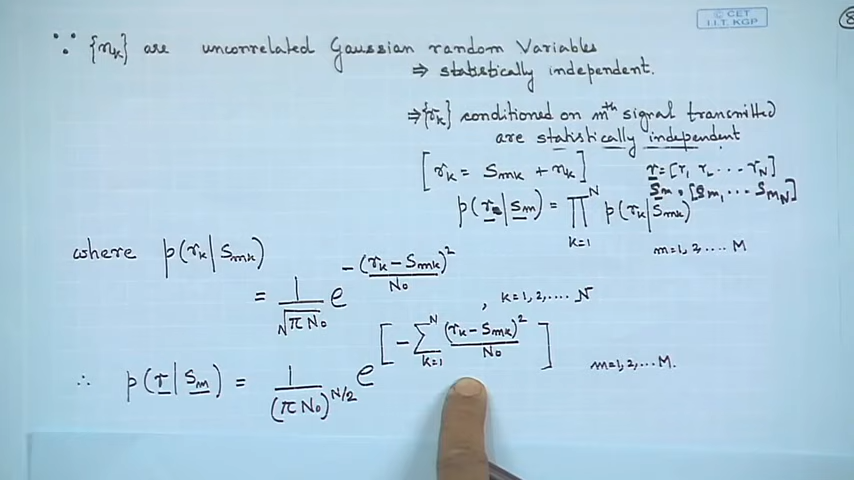 © CET
I.I.T. KGP
8
∵ {n_k} are uncorrelated Gaussian random Variables
⇒ statistically independent.
⇒ {r_k} conditioned on m^th signal transmitted
are statistically independent
[r_k = S_mk + n_k]
r = [r_1 r_2 ... r_N]
S_m = [S_m1 ... S_mN]
p(r | S_m) = ∏_{k=1}^{N} p(r_k | S_mk)
m=1, 2, .... M
where p(r_k | S_mk)
= 1/√(πN_0) e^{-(r_k - S_mk)^2/N_0}, k=1, 2, .... N
∴ p(r | S_m) = 1/(πN_0)^{N/2} e^{[-∑_{k=1}^{N} (r_k - S_mk)^2/N_0]} m=1, 2, ... M.